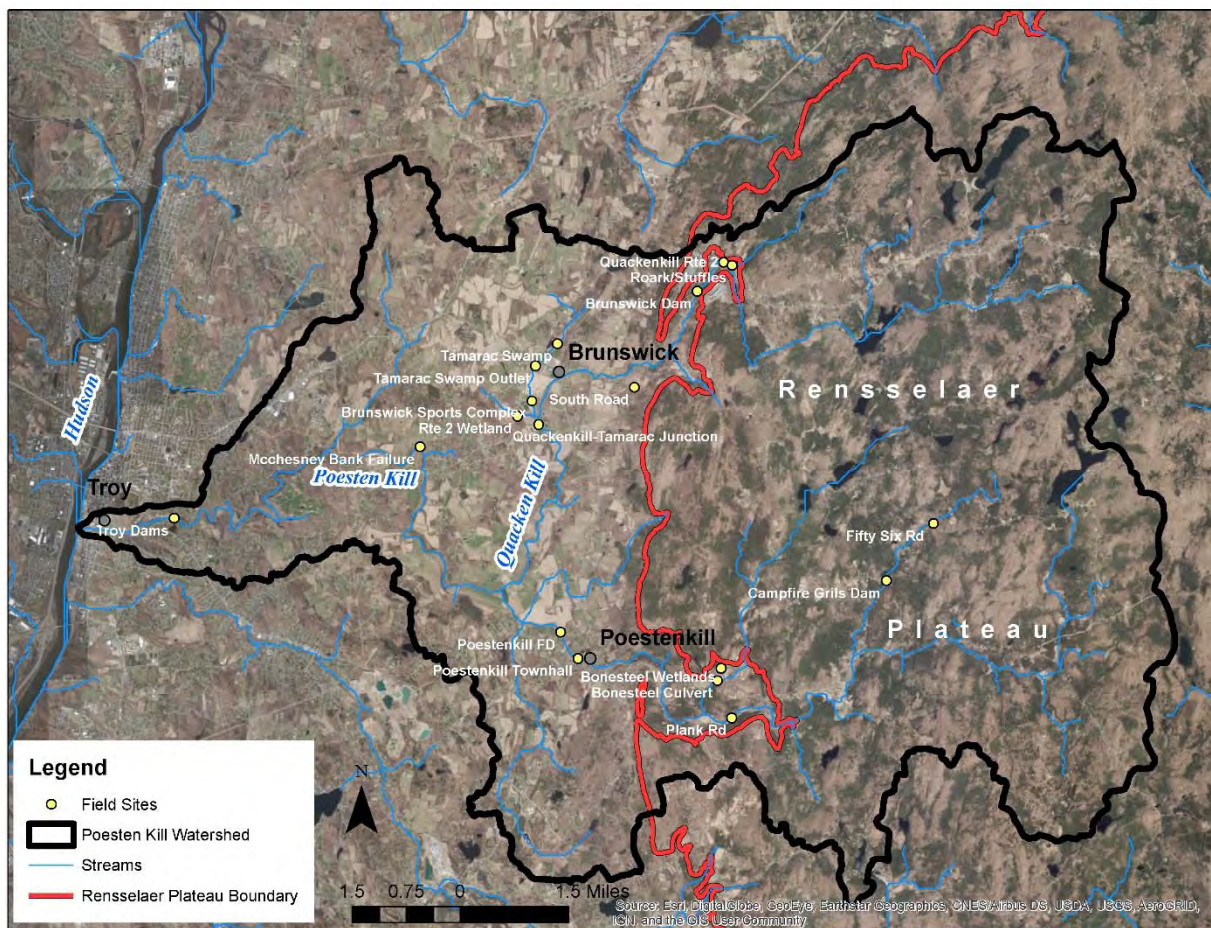 Quackenkill Rte 2
Roark/Stuffles
Brunswick Dam
Tamarac Swamp
Brunswick
Tamarac Swamp Outlet
South Road
Brunswick Sports Complex
Rte 2 Wetland
Quackenkill-Tamarac Junction
Hudson
Mcchesney Bank Failure
Poesten Kill
Quacken Kill
Troy
Troy Dams
Rensselaer
Fifty Six Rd
Campfire Grils Dam
Plateau
Poestenkill FD
Poestenkill
Poestenkill Townhall
Bonesteel Wetlands
Bonesteel Culvert
Plank Rd
Legend
Field Sites
Poesten Kill Watershed
Streams
Rensselaer Plateau Boundary
N
1.5 0.75 0 1.5 Miles
Source: Esri, DigitalGlobe, GeoEye, Earthstar Geographics, CNES/Airbus DS, USDA, USGS, AeroGRID,
IGN, and the GIS User Community